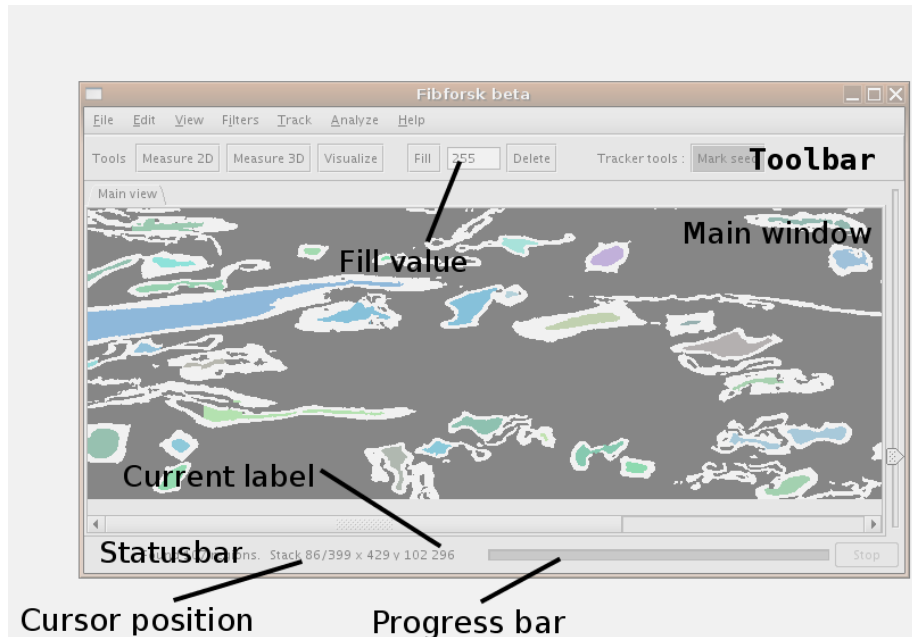 Fibforsk beta
File Edit View Filters Track Analyze Help
Tools Measure 2D Measure 3D Visualize Fill 255 Delete Tracker tools : Mark seed
Toolbar
Main view
Main window
Fill value
Current label
Statusbar
regions. Stack 86/399 x 429 y 102 296
Stop
Cursor position
Progress bar